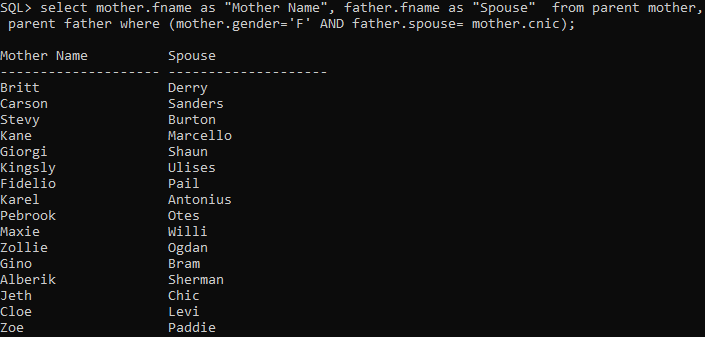 SQL> select mother.fname as "Mother Name", father.fname as "Spouse"  from parent mother,
 parent father where (mother.gender='F' AND father.spouse= mother.cnic);
Mother Name          Spouse
-------------------- --------------------
Britt                Derry
Carson               Sanders
Stevy                Burton
Kane                 Marcello
Giorgi               Shaun
Kingsly              Ulises
Fidelio              Pail
Karel                Antonius
Pebrook              Otes
Maxie                Willi
Zollie               Ogdan
Gino                 Bram
Alberik              Sherman
Jeth                 Chic
Cloe                 Levi
Zoe                  Paddie